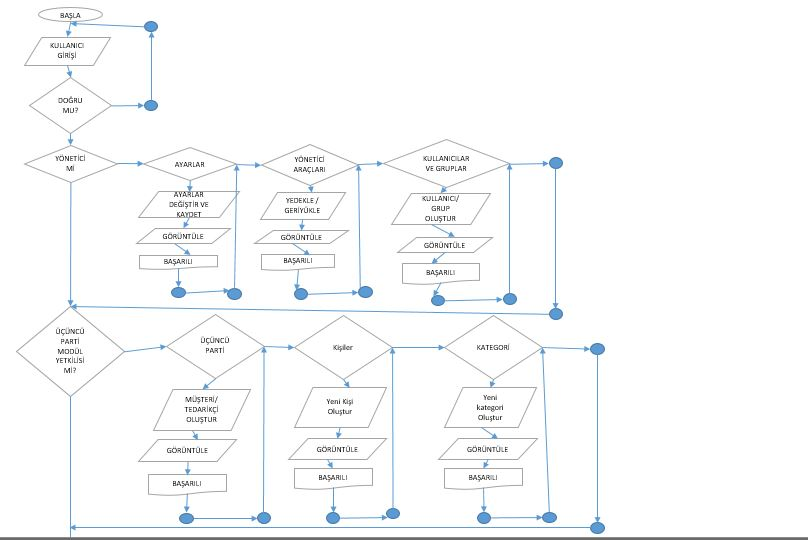 BAŞLA
KULLANICI
GİRİŞİ
DOĞRU
MU?
YÖNETİCİ
Mİ
AYARLAR
YÖNETİCİ
ARAÇLARI
KULLANICILAR
VE GRUPLAR
AYARLAR
DEĞİŞTİR VE
KAYDET
YEDEKLE /
GERİYÜKLE
KULLANICI/
GRUP
OLUŞTUR
GÖRÜNTÜLE
GÖRÜNTÜLE
GÖRÜNTÜLE
BAŞARILI
BAŞARILI
BAŞARILI
ÜÇÜNCÜ
PARTİ
MODÜL
YETKİLİSİ
Mİ?
ÜÇÜNCÜ
PARTİ
Kişiler
KATEGORİ
MÜŞTERİ/
TEDARİKÇİ
OLUŞTUR
Yeni Kişi
Oluştur
Yeni
kategori
Oluştur
GÖRÜNTÜLE
GÖRÜNTÜLE
GÖRÜNTÜLE
BAŞARILI
BAŞARILI
BAŞARILI